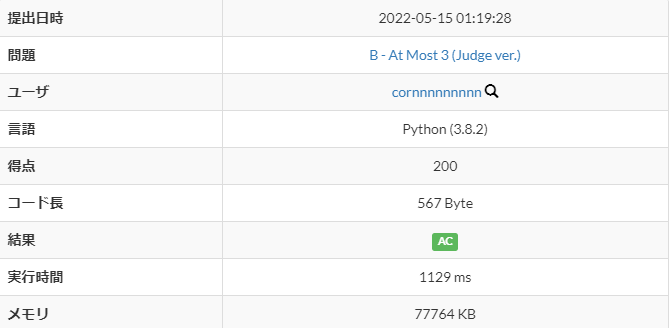 提出日時 2022-05-15 01:19:28
問題 B - At Most 3 (Judge ver.)
ユーザ cornnnnnnnnn
言語 Python (3.8.2)
得点 200
コード長 567 Byte
結果 AC
実行時間 1129 ms
メモリ 77764 KB